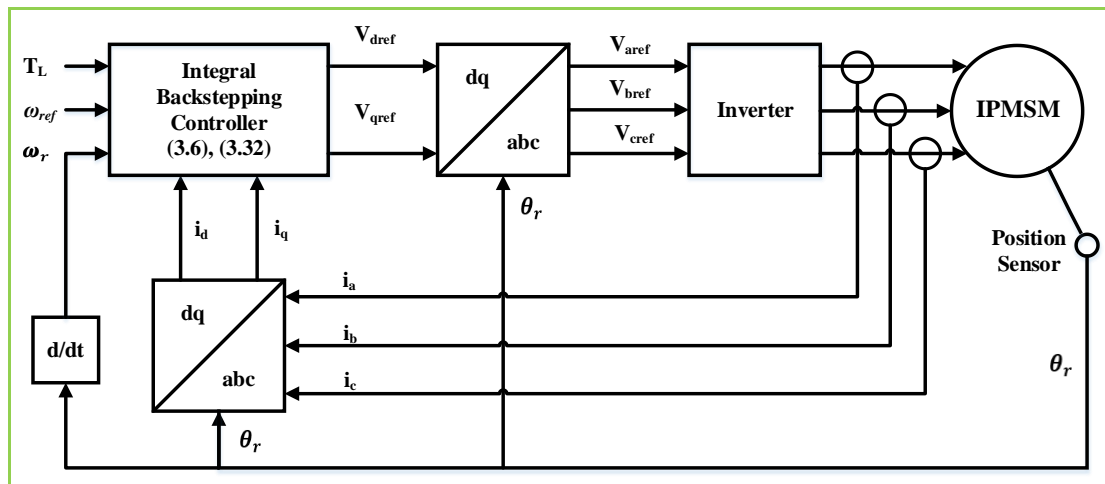 T_L
ω_ref
ω_r
Integral
Backstepping
Controller
(3.6), (3.32)
V_dref
V_qref
dq
abc
V_aref
V_bref
V_cref
Inverter
IPMSM
θ_r
i_d
i_q
Position
Sensor
i_a
i_b
i_c
dq
abc
d/dt
θ_r
θ_r